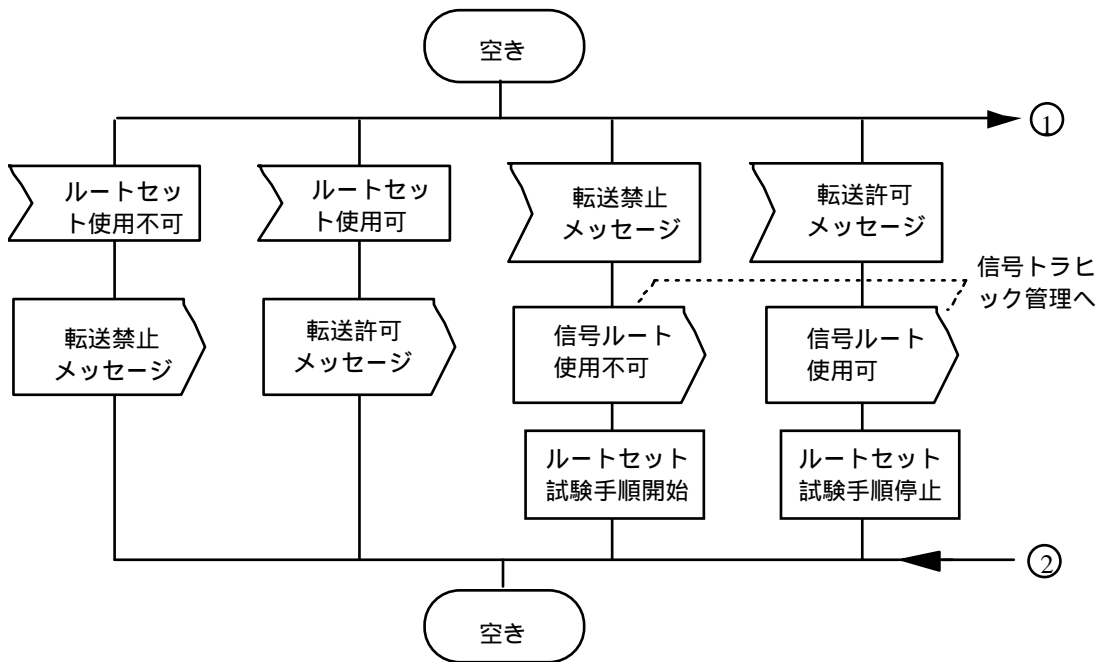 空き
①
ルートセッ
ト使用不可
ルートセッ
ト使用可
転送禁止
メッセージ
転送許可
メッセージ
信号トラヒ
ック管理へ
転送禁止
メッセージ
転送許可
メッセージ
信号ルート
使用不可
信号ルート
使用可
ルートセット
試験手順開始
ルートセット
試験手順停止
②
空き